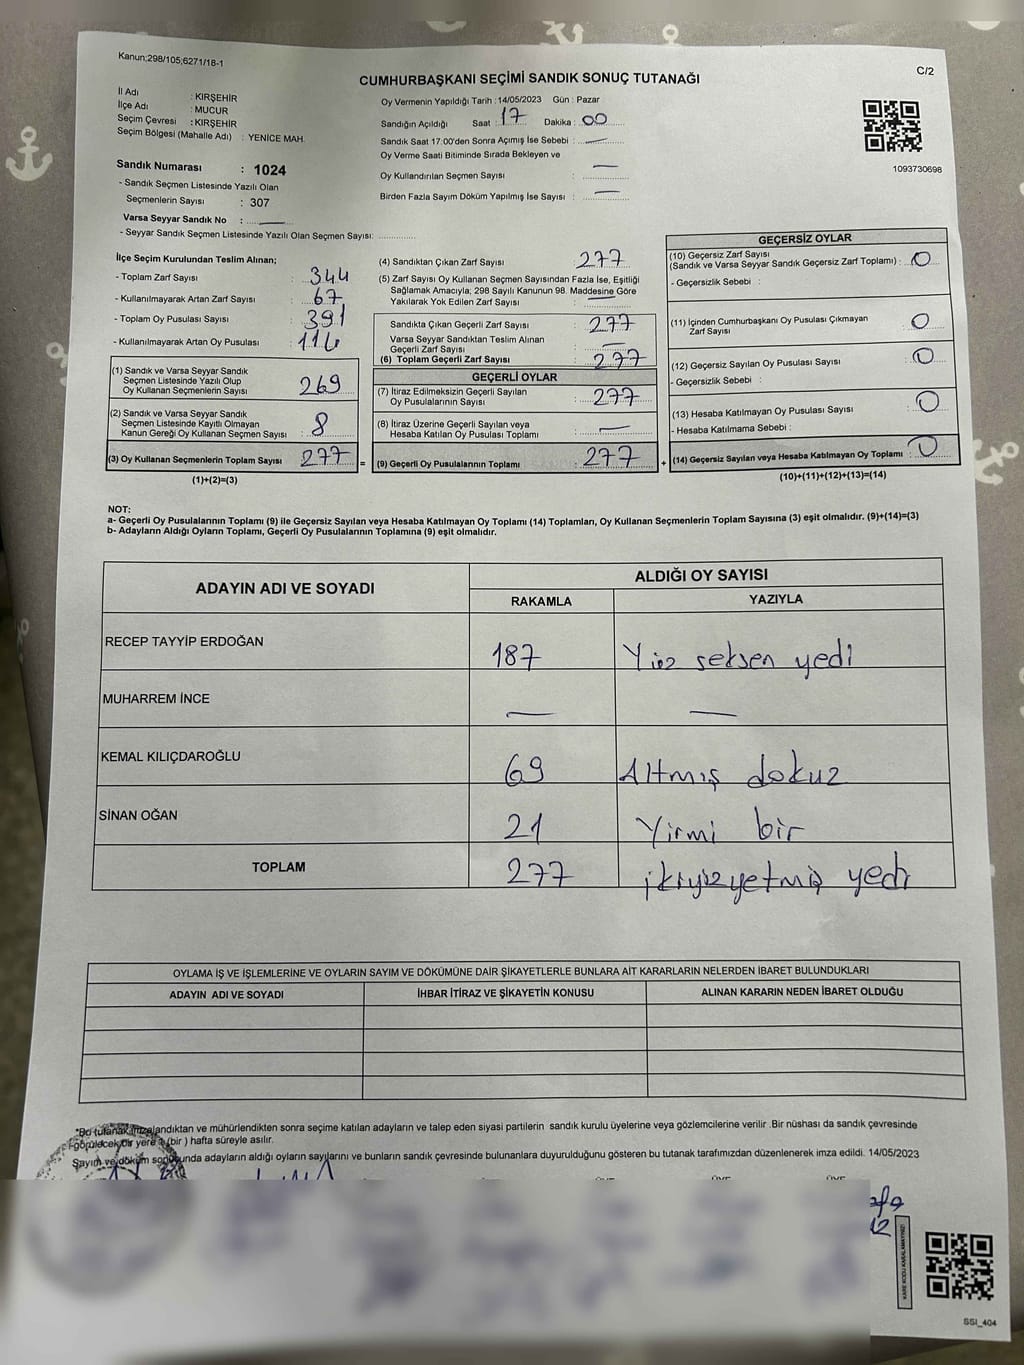 Kanun;298/105;6271/18-1
CUMHURBAŞKANI SEÇİMİ SANDIK SONUÇ TUTANAĞI
C/2
İl Adı : KIRŞEHİR
İlçe Adı : MUCUR
Seçim Çevresi : KIRŞEHİR
Seçim Bölgesi (Mahalle Adı) : YENİCE MAH.
Sandık Numarası : 1024
- Sandık Seçmen Listesinde Yazılı Olan
Seçmenlerin Sayısı : 307
Varsa Seyyar Sandık No : —
- Seyyar Sandık Seçmen Listesinde Yazılı Olan Seçmen Sayısı: ..............
Oy Vermenin Yapıldığı Tarih : 14/05/2023 Gün : Pazar
Sandığın Açıldığı Saat : 17 Dakika : 00
Sandık Saat 17:00'den Sonra Açımış İse Sebebi : —
Oy Verme Saati Bitiminde Sırada Bekleyen ve
Oy Kullandırılan Seçmen Sayısı : —
Birden Fazla Sayım Döküm Yapılmış İse Sayısı : —
1093730698
İlçe Seçim Kurulundan Teslim Alınan;
- Toplam Zarf Sayısı : 344
- Kullanılmayarak Artan Zarf Sayısı : 67
- Toplam Oy Pusulası Sayısı : 391
- Kullanılmayarak Artan Oy Pusulası : 114
(1) Sandık ve Varsa Seyyar Sandık
Seçmen Listesinde Yazılı Olup
Oy Kullanan Seçmenlerin Sayısı 269
(2) Sandık ve Varsa Seyyar Sandık
Seçmen Listesinde Kayıtlı Olmayan
Kanun Gereği Oy Kullanan Seçmen Sayısı : 8
(3) Oy Kullanan Seçmenlerin Toplam Sayısı 277 =
(1)+(2)=(3)
(4) Sandıktan Çıkan Zarf Sayısı : 277
(5) Zarf Sayısı Oy Kullanan Seçmen Sayısından Fazla İse, Eşitliği
Sağlamak Amacıyla; 298 Sayılı Kanunun 98. Maddesine Göre
Yakılarak Yok Edilen Zarf Sayısı : —
Sandıkta Çıkan Geçerli Zarf Sayısı : 277
Varsa Seyyar Sandıktan Teslim Alınan
Geçerli Zarf Sayısı : —
(6) Toplam Geçerli Zarf Sayısı : 277
GEÇERLİ OYLAR
(7) İtiraz Edilmeksizin Geçerli Sayılan
Oy Pusulalarının Sayısı : 277
(8) İtiraz Üzerine Geçerli Sayılan veya
Hesaba Katılan Oy Pusulası Toplamı : —
(9) Geçerli Oy Pusulalarının Toplamı : 277 +
GEÇERSİZ OYLAR
(10) Geçersiz Zarf Sayısı
(Sandık ve Varsa Seyyar Sandık Geçersiz Zarf Toplamı) : 0
- Geçersizlik Sebebi :
(11) İçinden Cumhurbaşkanı Oy Pusulası Çıkmayan
Zarf Sayısı : 0
(12) Geçersiz Sayılan Oy Pusulası Sayısı : 0
- Geçersizlik Sebebi :
(13) Hesaba Katılmayan Oy Pusulası Sayısı : 0
- Hesaba Katılmama Sebebi :
(14) Geçersiz Sayılan veya Hesaba Katılmayan Oy Toplamı : 0
(10)+(11)+(12)+(13)=(14)
NOT:
a- Geçerli Oy Pusulalarının Toplamı (9) ile Geçersiz Sayılan veya Hesaba Katılmayan Oy Toplamı (14) Toplamları, Oy Kullanan Seçmenlerin Toplam Sayısına (3) eşit olmalıdır. (9)+(14)=(3)
b- Adayların Aldığı Oyların Toplamı, Geçerli Oy Pusulalarının Toplamına (9) eşit olmalıdır.
ADAYIN ADI VE SOYADI ALDIĞI OY SAYISI
RAKAMLA YAZIYLA
RECEP TAYYİP ERDOĞAN 187 Yüz seksen yedi
MUHARREM İNCE — —
KEMAL KILIÇDAROĞLU 69 Altmış dokuz
SİNAN OĞAN 21 Yirmi bir
TOPLAM 277 ikiyüzyetmiş yedi
OYLAMA İŞ VE İŞLEMLERİNE VE OYLARIN SAYIM VE DÖKÜMÜNE DAİR ŞİKAYETLERLE BUNLARA AİT KARARLARIN NELERDEN İBARET BULUNDUKLARI
ADAYIN ADI VE SOYADI İHBAR İTİRAZ VE ŞİKAYETİN KONUSU ALINAN KARARIN NEDEN İBARET OLDUĞU
*Bu tutanak imzalandıktan ve mühürlendikten sonra seçime katılan adayların ve talep eden siyasi partilerin sandık kurulu üyelerine veya gözlemcilerine verilir .Bir nüshası da sandık çevresinde
görülecek bir yere 1 (bir ) hafta süreyle asılır.
Sayım ve döküm sonucunda adayların aldığı oyların sayılarını ve bunların sandık çevresinde bulunanlara duyurulduğunu gösteren bu tutanak tarafımızdan düzenlenerek imza edildi. 14/05/2023
KARE KODU KARALAMAYINIZ!
SSI_404